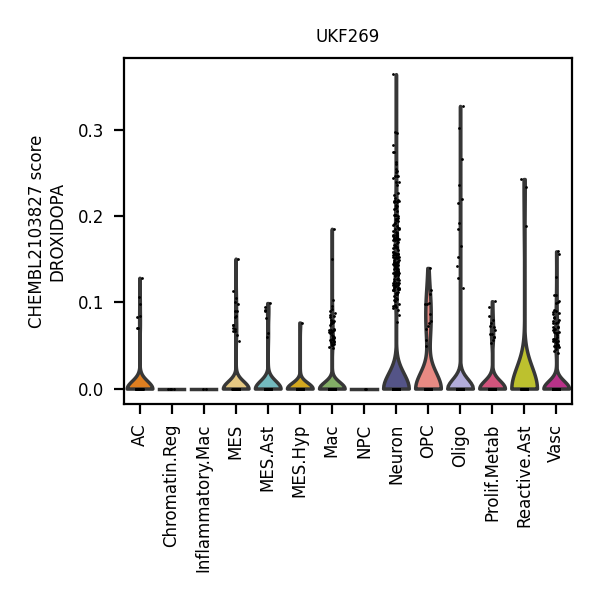 UKF269
CHEMBL2103827 score
DROXIDOPA
0.3
0.2
0.1
0.0
AC
Chromatin.Reg
Inflammatory.Mac
MES
MES.Ast
MES.Hyp
Mac
NPC
Neuron
OPC
Oligo
Prolif.Metab
Reactive.Ast
Vasc